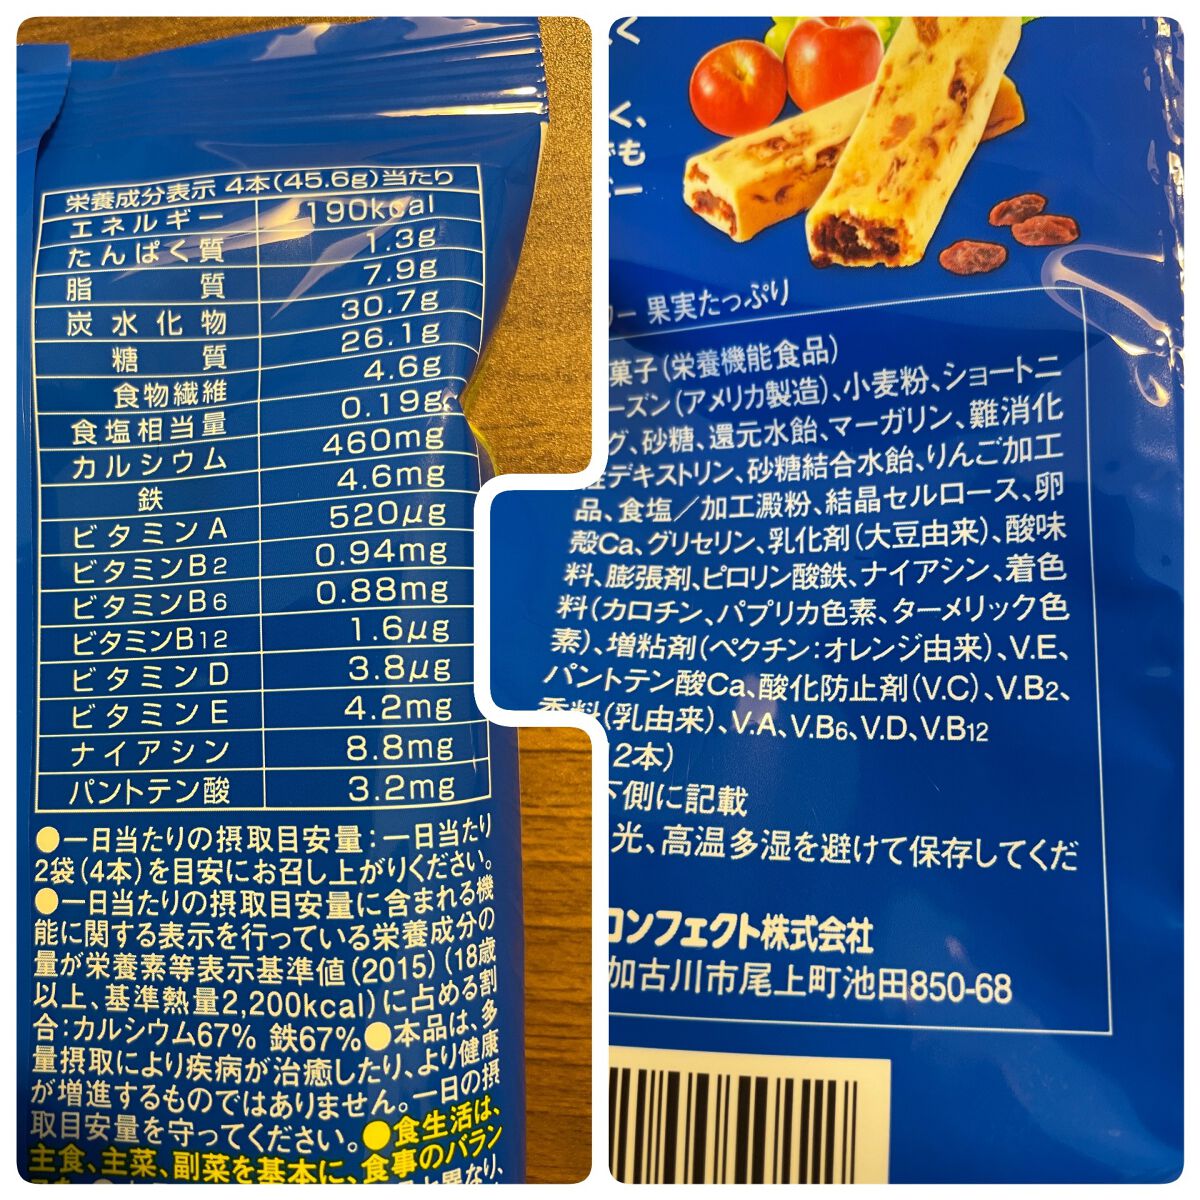 栄養成分表示 4本(45.6g)当たり
エネルギー 190kcal
たんぱく質 1.3g
脂質 7.9g
炭水化物 30.7g
糖質 26.1g
食物繊維 4.6g
食塩相当量 0.19g
カルシウム 460mg
鉄 4.6mg
ビタミンA 520μg
ビタミンB2 0.94mg
ビタミンB6 0.88mg
ビタミンB12 1.6μg
ビタミンD 3.8μg
ビタミンE 4.2mg
ナイアシン 8.8mg
パントテン酸 3.2mg
●一日当たりの摂取目安量:一日当たり
2袋(4本)を目安にお召し上がりください。
●一日当たりの摂取目安量に含まれる機
能に関する表示を行っている栄養成分の
量が栄養素等表示基準値(2015)(18歳
以上、基準熱量2,200kcal)に占める割
合:カルシウム67% 鉄67%●本品は、多
量摂取により疾病が治癒したり、より健康
が増進するものではありません。一日の摂
取目安量を守ってください。●食生活は、
主食、主菜、副菜を基本に、食事のバラン
く
く、
でも
ー
ー 果実たっぷり
菓子(栄養機能食品)
ーズン(アメリカ製造)、小麦粉、ショートニ
グ、砂糖、還元水飴、マーガリン、難消化
性デキストリン、砂糖結合水飴、りんご加工
品、食塩/加工澱粉、結晶セルロース、卵
殻Ca、グリセリン、乳化剤(大豆由来)、酸味
料、膨張剤、ピロリン酸鉄、ナイアシン、着色
料(カロチン、パプリカ色素、ターメリック色
素)、増粘剤(ペクチン:オレンジ由来)、V.E、
パントテン酸Ca、酸化防止剤(V.C)、V.B2、
香料(乳由来)、V.A、V.B6、V.D、V.B12
12本)
下側に記載
光、高温多湿を避けて保存してくだ
コンフェクト株式会社
加古川市尾上町池田850-68